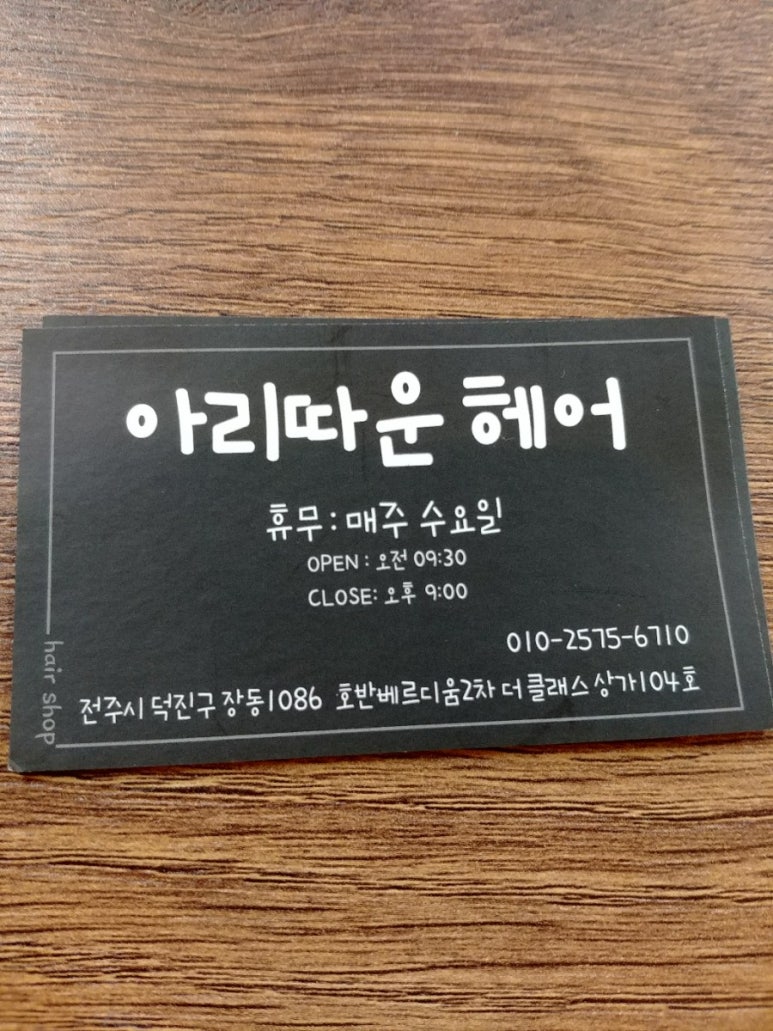 아리따운 헤어
휴무 : 매주 수요일
OPEN : 오전 09:30
CLOSE: 오후 9:00
010-2575-6710
전주시 덕진구 장동1086 호반베르디움2차 더 클래스 상가104호
hair shop